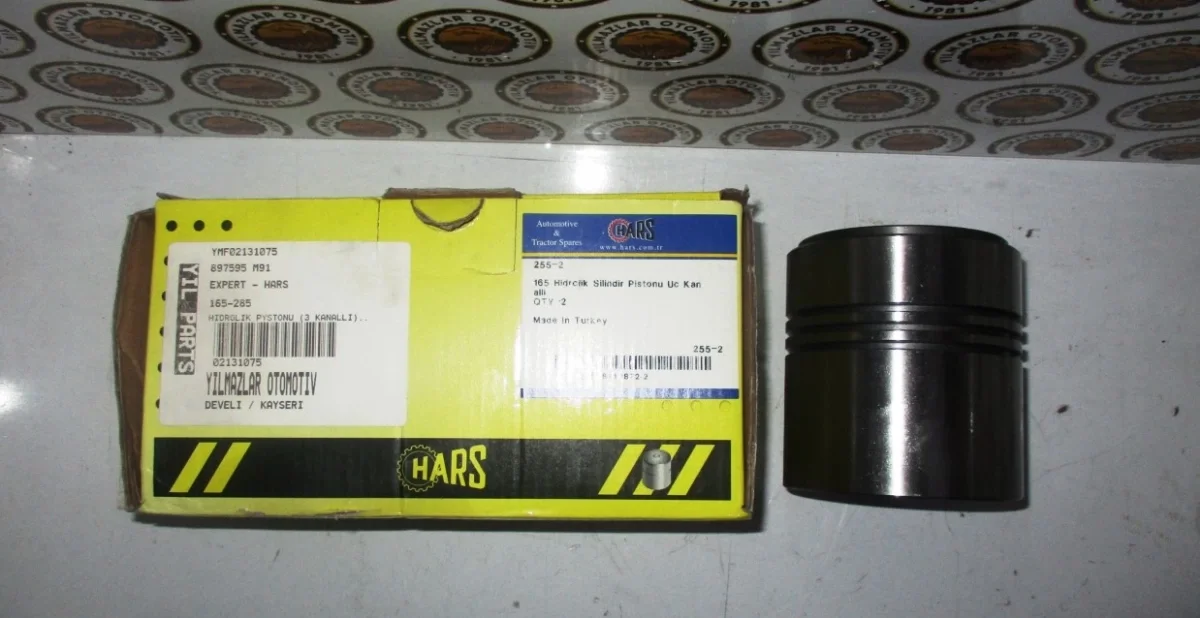 YILMAZLAR OTOMOTİV
1981
YMF02131075
897595 M91
EXPERT - HARS
165-285
HIDROLIK PYSTONU (3 KANALLI)..
02131075
YILMAZLAR OTOMOTIV
DEVELI / KAYSERI
YIL PARTS
Automotive
&
Tractor Spares
HARS
www.hars.com.tr
255-2
165 Hidrolik Silindir Pistonu Uc Kan
alli
QTY :2
Made In Turkey
255-2
HARS